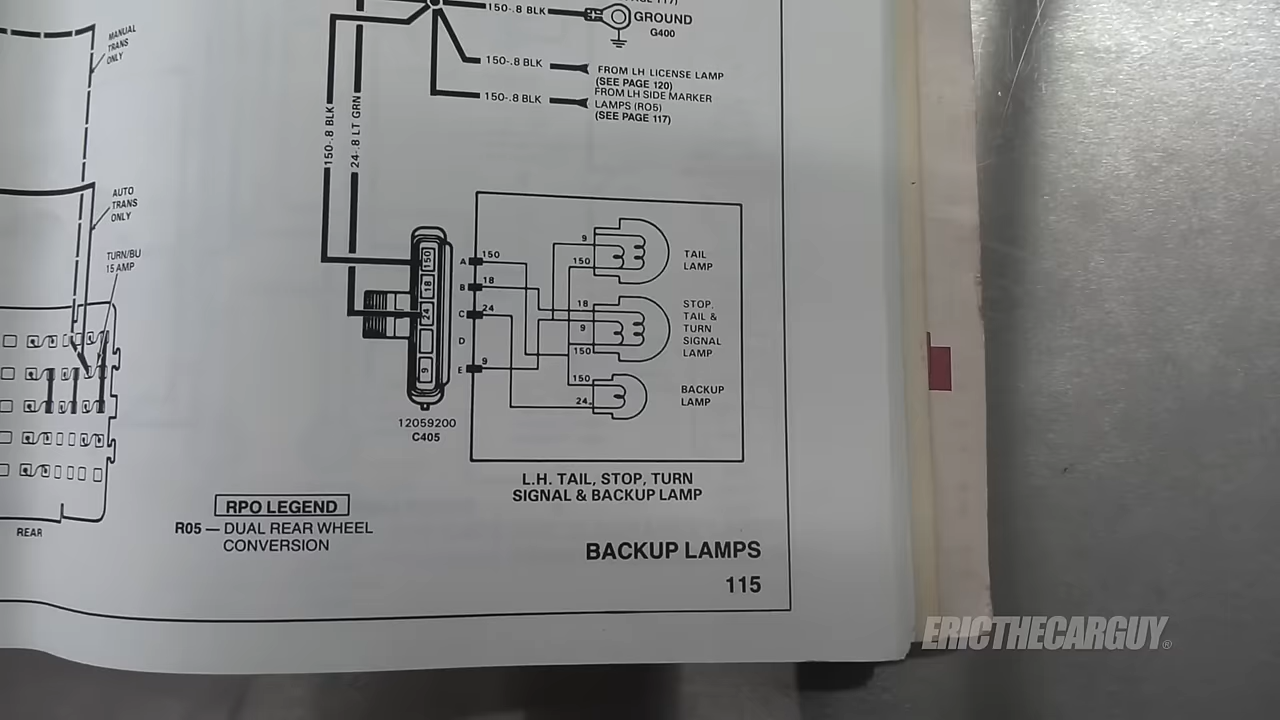 MANUAL
TRANS
ONLY
AUTO
TRANS
ONLY
TURN/BU
15 AMP
REAR
150-.8 BLK
GROUND
G400
150-.8 BLK
FROM LH LICENSE LAMP
(SEE PAGE 120)
150-.8 BLK
FROM LH SIDE MARKER
LAMPS (RO5)
(SEE PAGE 117)
150-.8 BLK
24-.8 LT GRN
150
18
24
9
12059200
C405
A
150
B
18
C
24
D
E
9
9
150
TAIL
LAMP
18
9
150
STOP,
TAIL &
TURN
SIGNAL
LAMP
150
24
BACKUP
LAMP
L.H. TAIL, STOP, TURN
SIGNAL & BACKUP LAMP
RPO LEGEND
R05 — DUAL REAR WHEEL
CONVERSION
BACKUP LAMPS
115
ERICTHECARGUY®